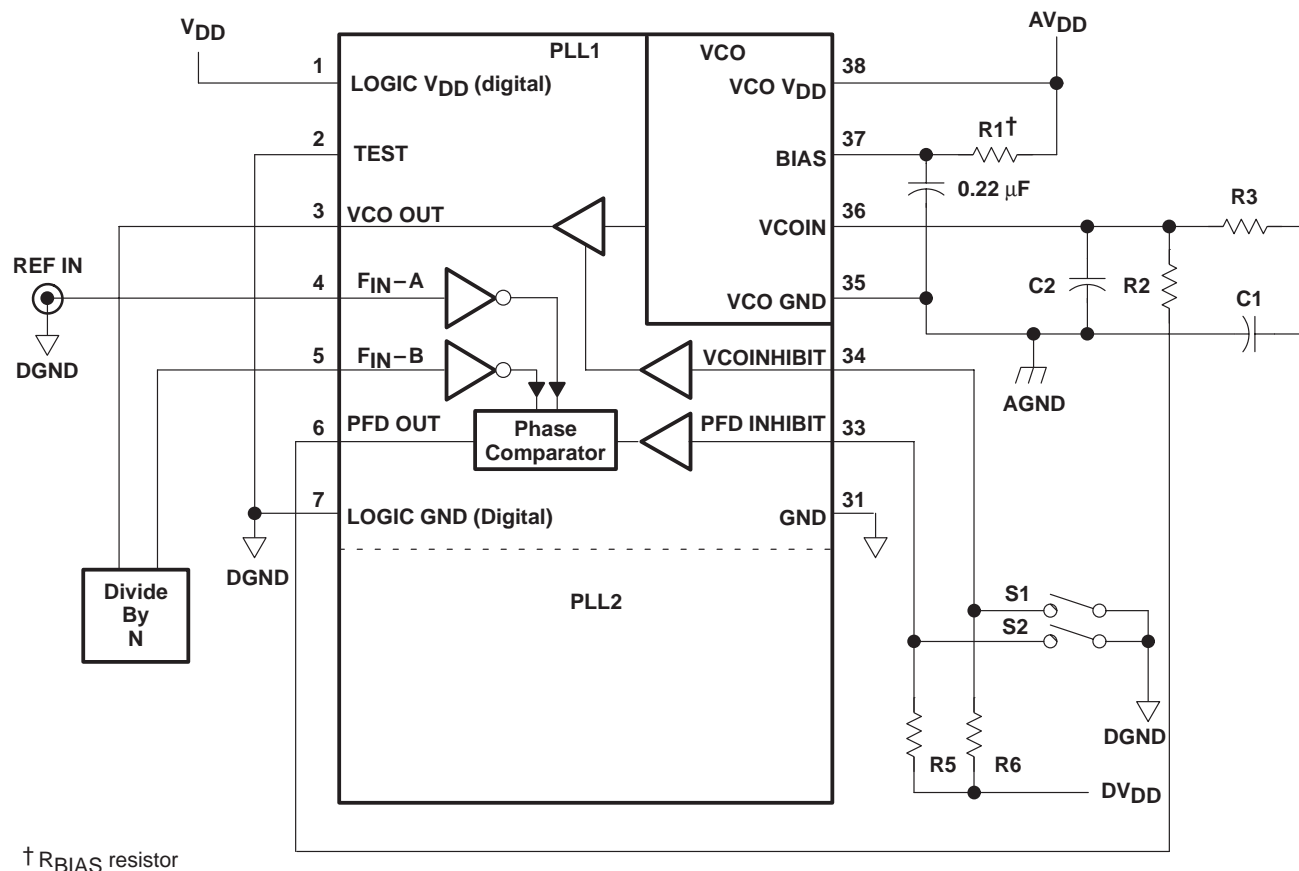 VDD
AVDD
PLL1
VCO
1
LOGIC VDD (digital)
VCO VDD
38
2
TEST
BIAS
37
R1†
0.22 μF
3
VCO OUT
VCOIN
36
R3
REF IN
4
FIN–A
VCO GND
35
C2
R2
C1
DGND
5
FIN–B
VCOINHIBIT
34
AGND
6
PFD OUT
Phase
Comparator
PFD INHIBIT
33
7
LOGIC GND (Digital)
GND
31
DGND
Divide
By
N
PLL2
S1
S2
DGND
R5
R6
DVDD
† RBIAS resistor